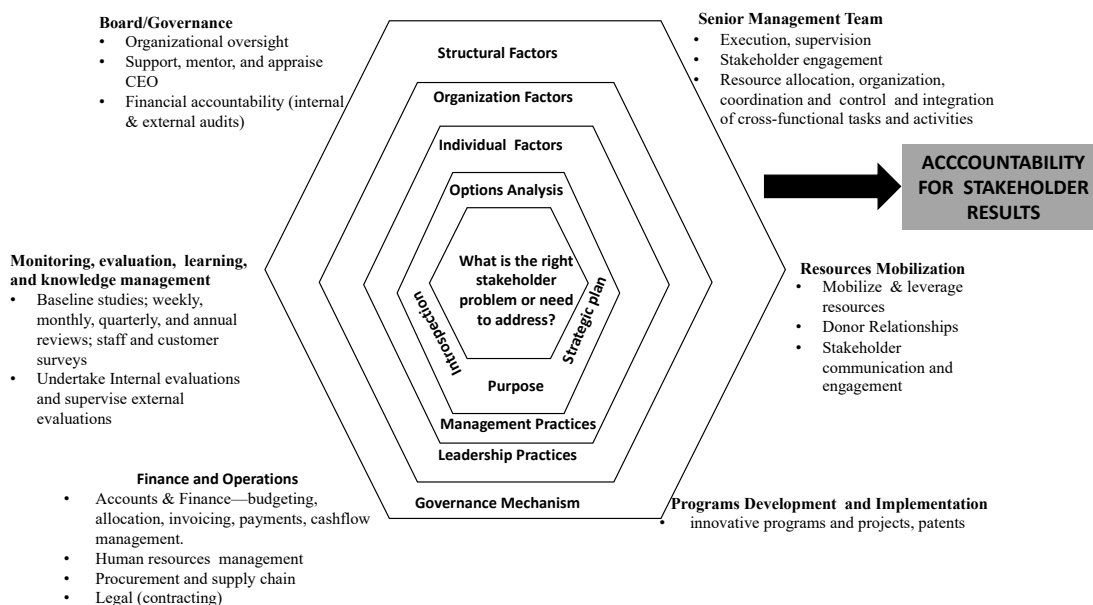 Board/Governance
• Organizational oversight
• Support, mentor, and appraise
CEO
• Financial accountability (internal
& external audits)
Senior Management Team
• Execution, supervision
• Stakeholder engagement
• Resource allocation, organization,
coordination and control and integration
of cross-functional tasks and activities
Structural Factors
Organization Factors
Individual Factors
Options Analysis
What is the right
stakeholder
problem or need
to address?
Introspection
Strategic plan
Purpose
Management Practices
Leadership Practices
Governance Mechanism
ACCCOUNTABILITY
FOR STAKEHOLDER
RESULTS
Monitoring, evaluation, learning,
and knowledge management
• Baseline studies; weekly,
monthly, quarterly, and annual
reviews; staff and customer
surveys
• Undertake Internal evaluations
and supervise external
evaluations
Resources Mobilization
• Mobilize & leverage
resources
• Donor Relationships
• Stakeholder
communication and
engagement
Finance and Operations
• Accounts & Finance—budgeting,
allocation, invoicing, payments, cashflow
management.
• Human resources management
• Procurement and supply chain
• Legal (contracting)
Programs Development and Implementation
• innovative programs and projects, patents